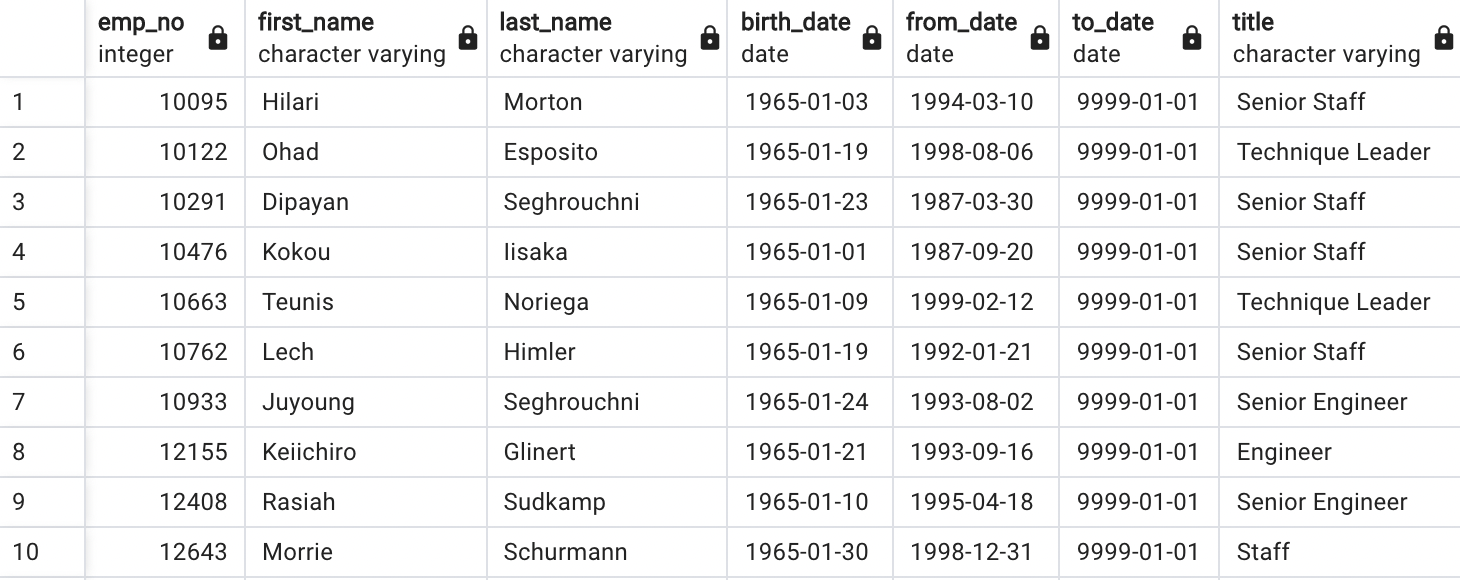 emp_no first_name last_name birth_date from_date to_date title
integer character varying character varying date date date character varying
1 10095 Hilari Morton 1965-01-03 1994-03-10 9999-01-01 Senior Staff
2 10122 Ohad Esposito 1965-01-19 1998-08-06 9999-01-01 Technique Leader
3 10291 Dipayan Seghrouchni 1965-01-23 1987-03-30 9999-01-01 Senior Staff
4 10476 Kokou Iisaka 1965-01-01 1987-09-20 9999-01-01 Senior Staff
5 10663 Teunis Noriega 1965-01-09 1999-02-12 9999-01-01 Technique Leader
6 10762 Lech Himler 1965-01-19 1992-01-21 9999-01-01 Senior Staff
7 10933 Juyoung Seghrouchni 1965-01-24 1993-08-02 9999-01-01 Senior Engineer
8 12155 Keiichiro Glinert 1965-01-21 1993-09-16 9999-01-01 Engineer
9 12408 Rasiah Sudkamp 1965-01-10 1995-04-18 9999-01-01 Senior Engineer
10 12643 Morrie Schurmann 1965-01-30 1998-12-31 9999-01-01 Staff